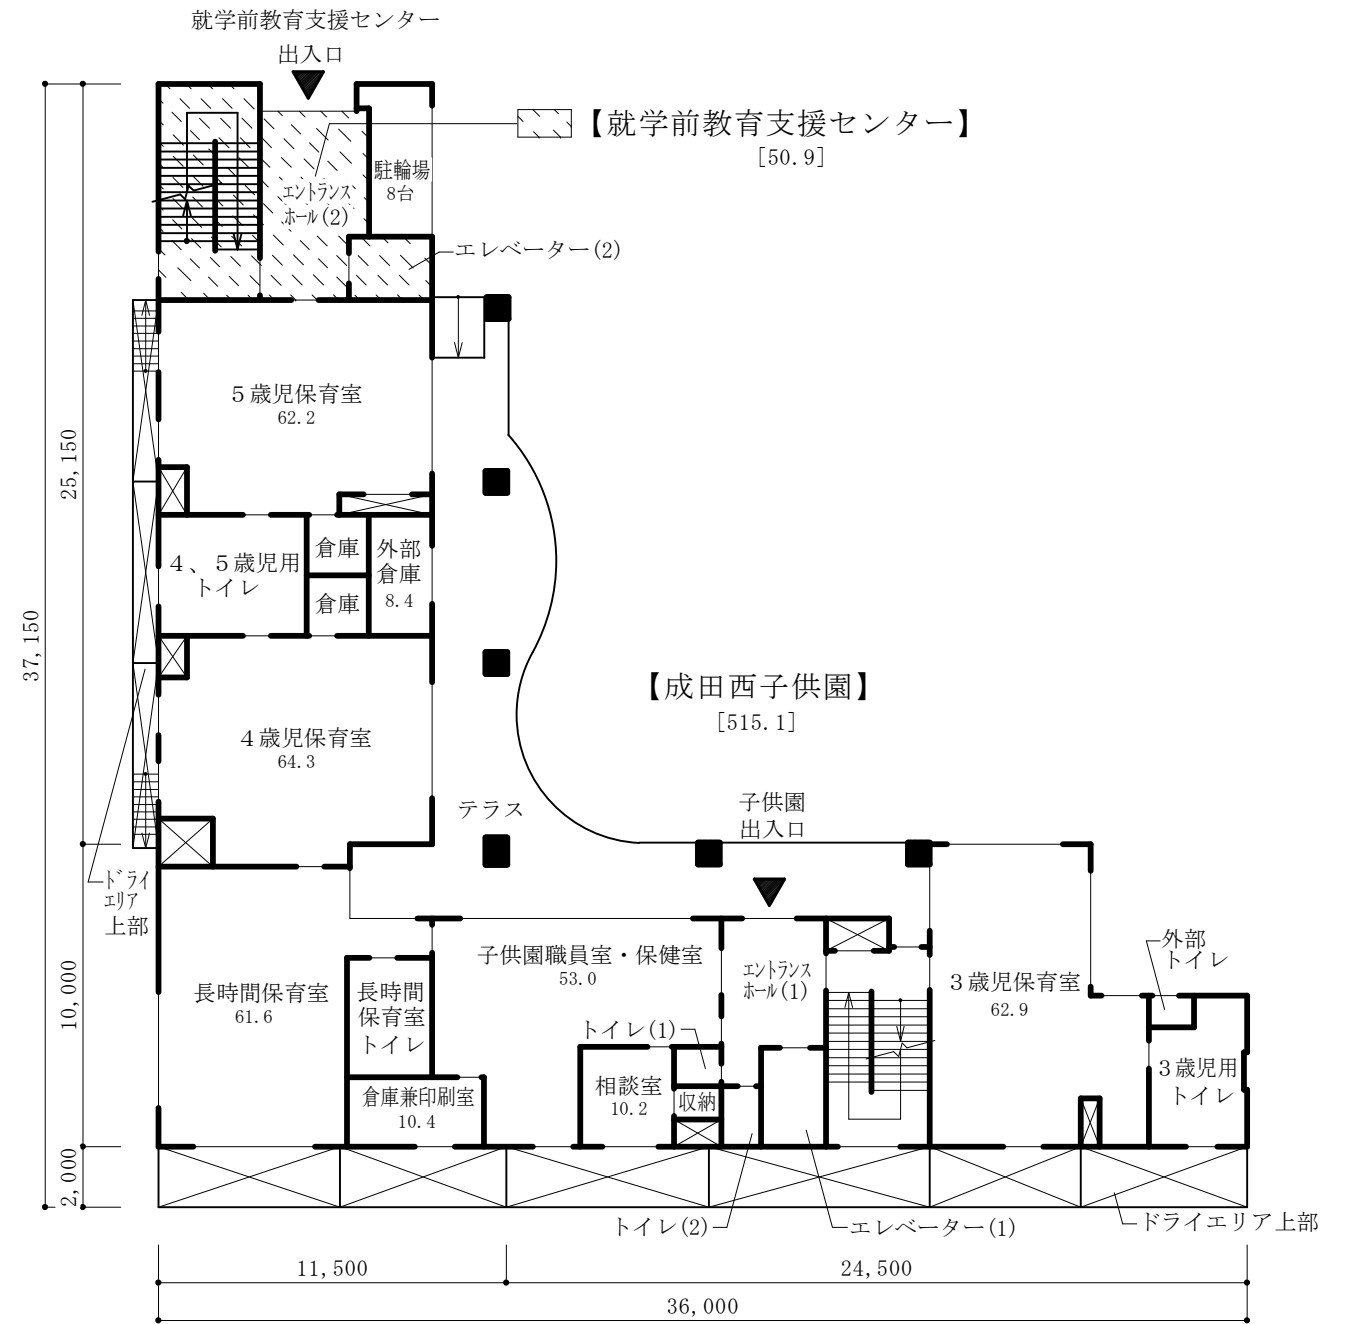 就学前教育支援センター
出入口
【就学前教育支援センター】
[50.9]
駐輪場
8台
エントランス
ホール(2)
エレベーター(2)
５歳児保育室
62.2
25,150
37,150
４、５歳児用
トイレ
倉庫
倉庫
外部
倉庫
8.4
【成田西子供園】
[515.1]
４歳児保育室
64.3
テラス
子供園
出入口
ドライ
エリア
上部
長時間保育室
61.6
長時間
保育室
トイレ
子供園職員室・保健室
53.0
エントランス
ホール(1)
３歳児保育室
62.9
外部
トイレ
３歳児用
トイレ
トイレ(1)
相談室
10.2
収納
倉庫兼印刷室
10.4
10,000
2,000
トイレ(2)
エレベーター(1)
ドライエリア上部
11,500
24,500
36,000